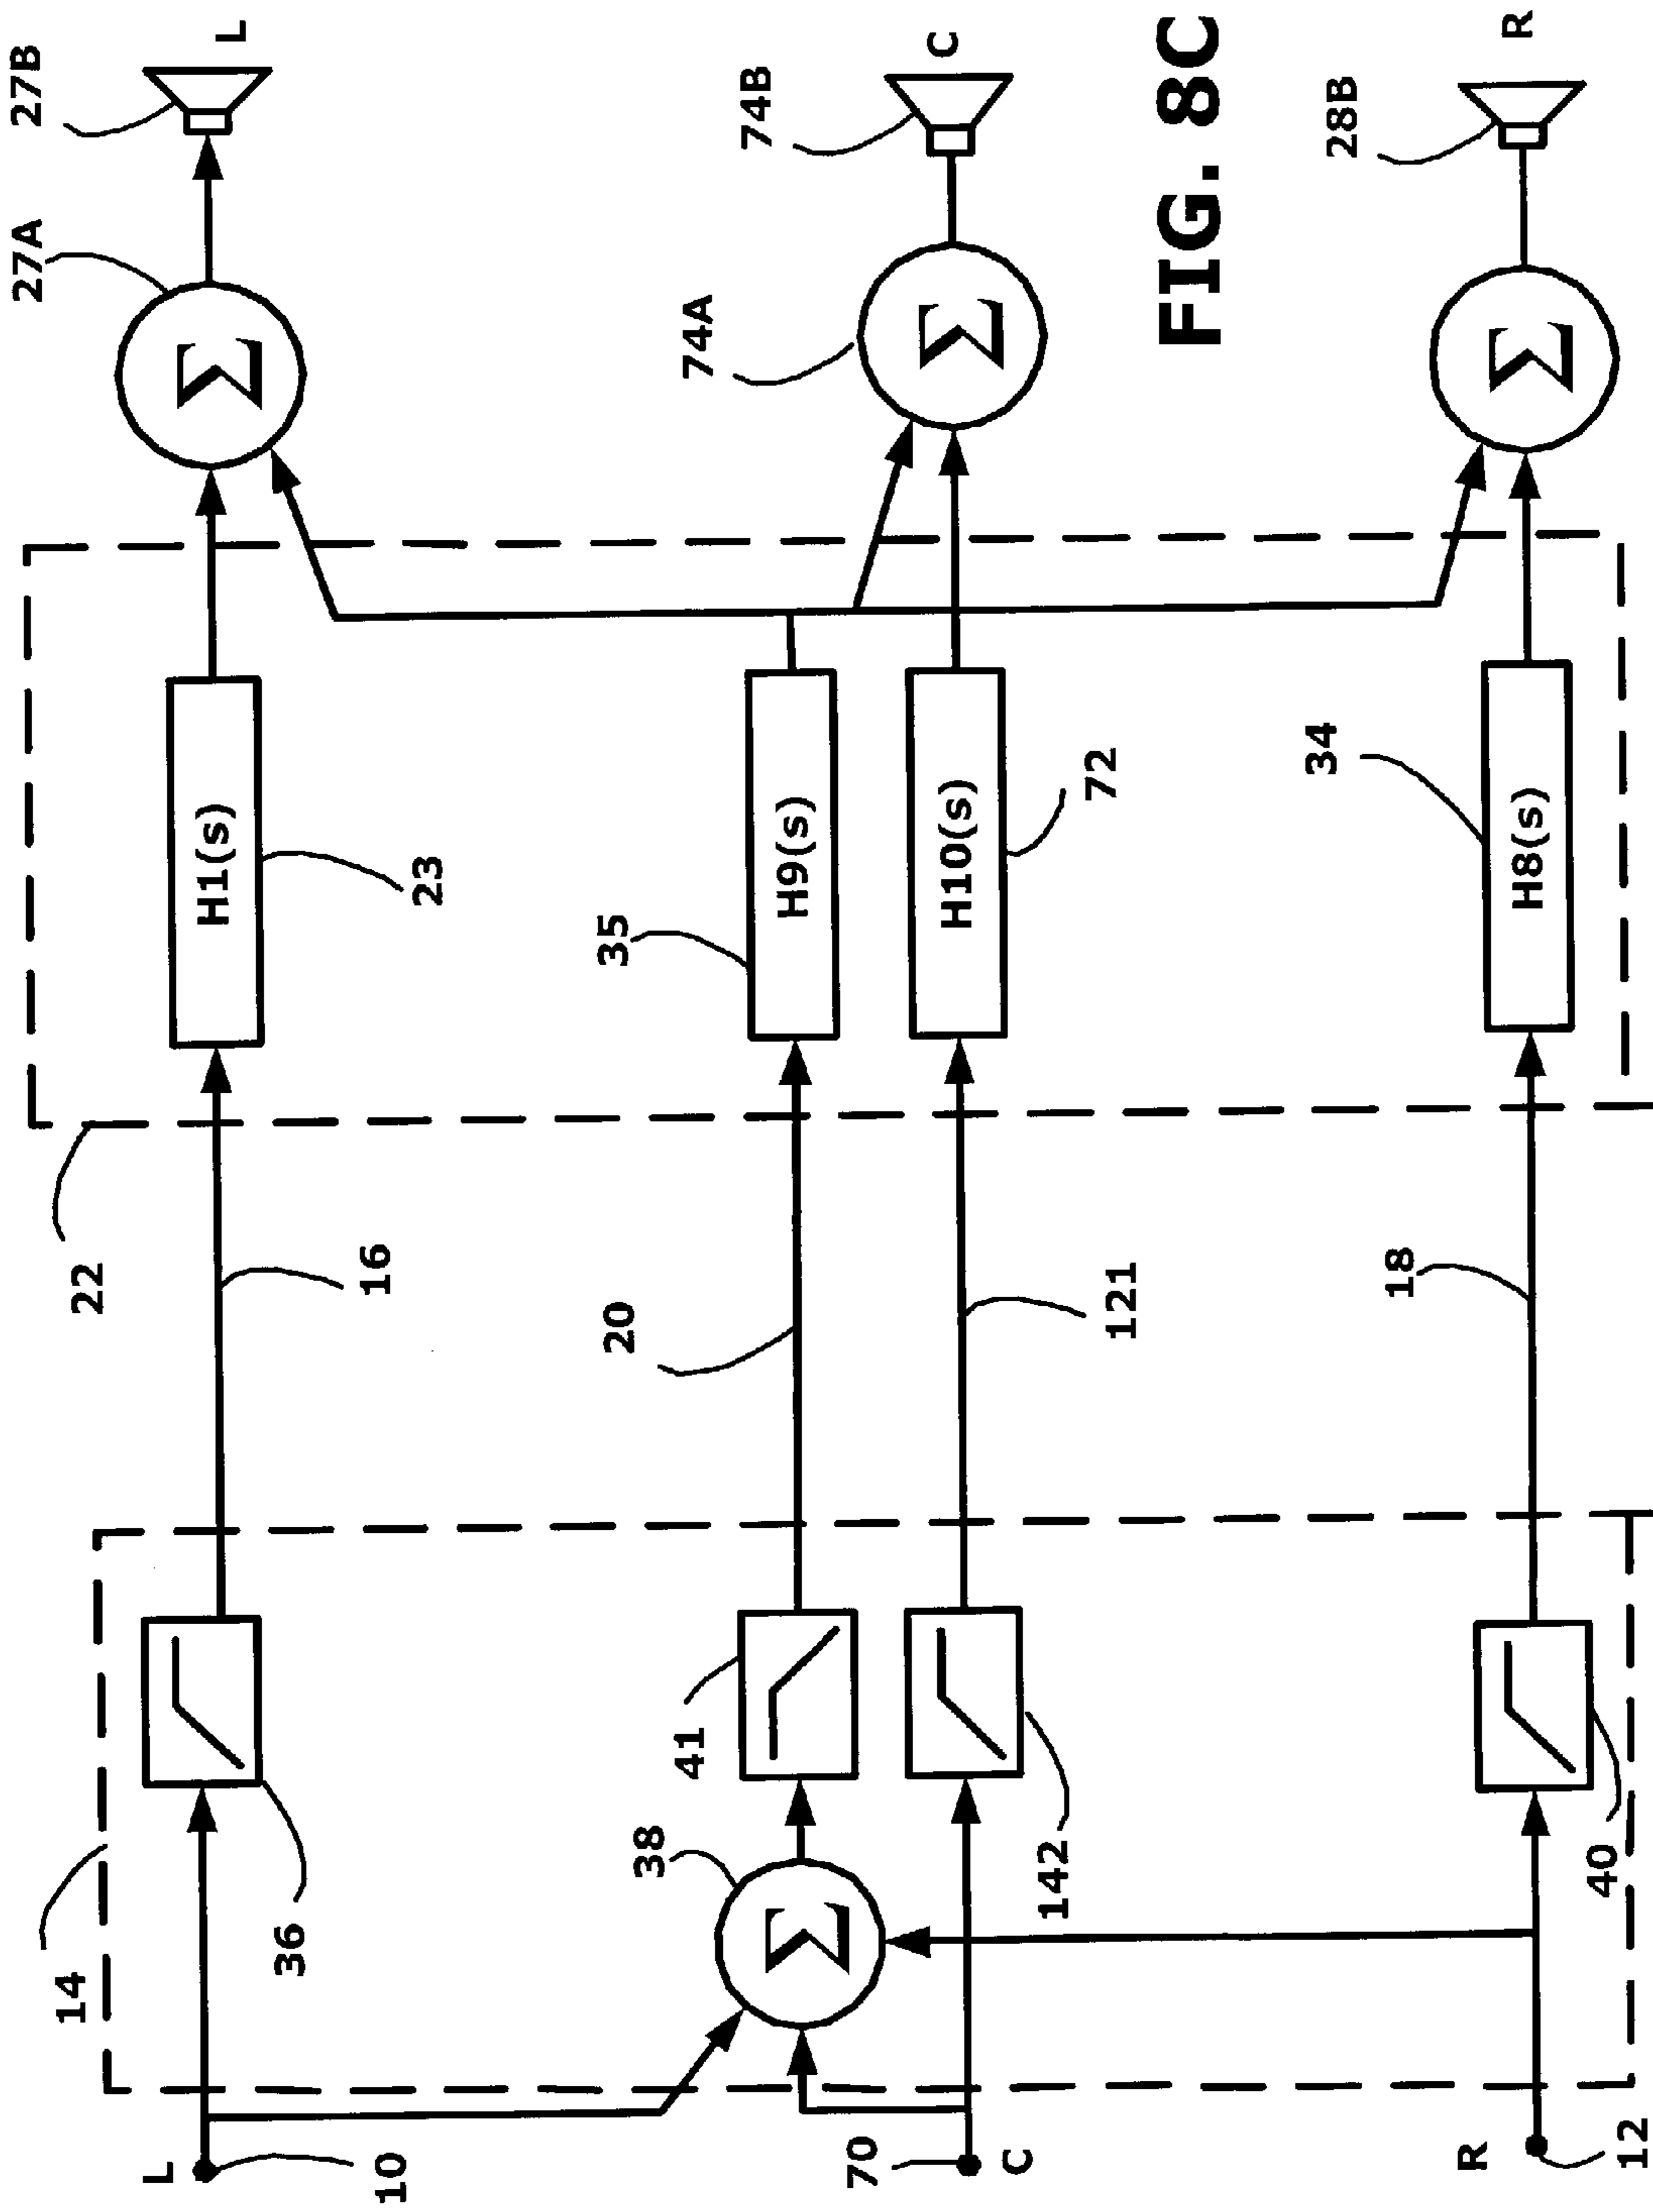 L
10
14
36
16
22
H1(s)
23
27A
27B
L
38
41
20
35
H9(s)
Σ
Σ
70
C
142
121
H10(s)
72
74A
Σ
74B
C
R
12
40
18
34
H8(s)
Σ
28B
R
FIG. 8C